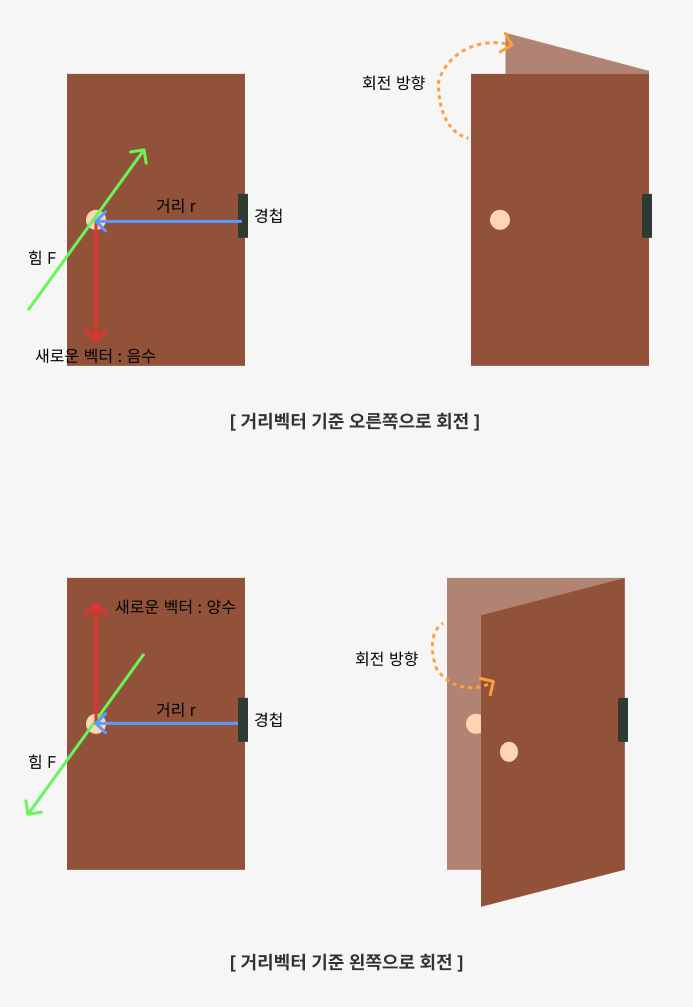 회전 방향
거리 r
경첩
힘 F
새로운 벡터 : 음수
[ 거리벡터 기준 오른쪽으로 회전 ]
새로운 벡터 : 양수
회전 방향
거리 r
경첩
힘 F
[ 거리벡터 기준 왼쪽으로 회전 ]